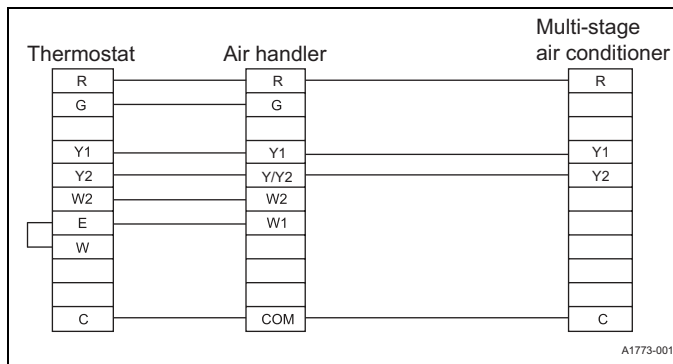 Thermostat Air handler Multi-stage
air conditioner
R R R
G G
Y1 Y1 Y1
Y2 Y/Y2 Y2
W2 W2
E W1
W
C COM C
A1773-001